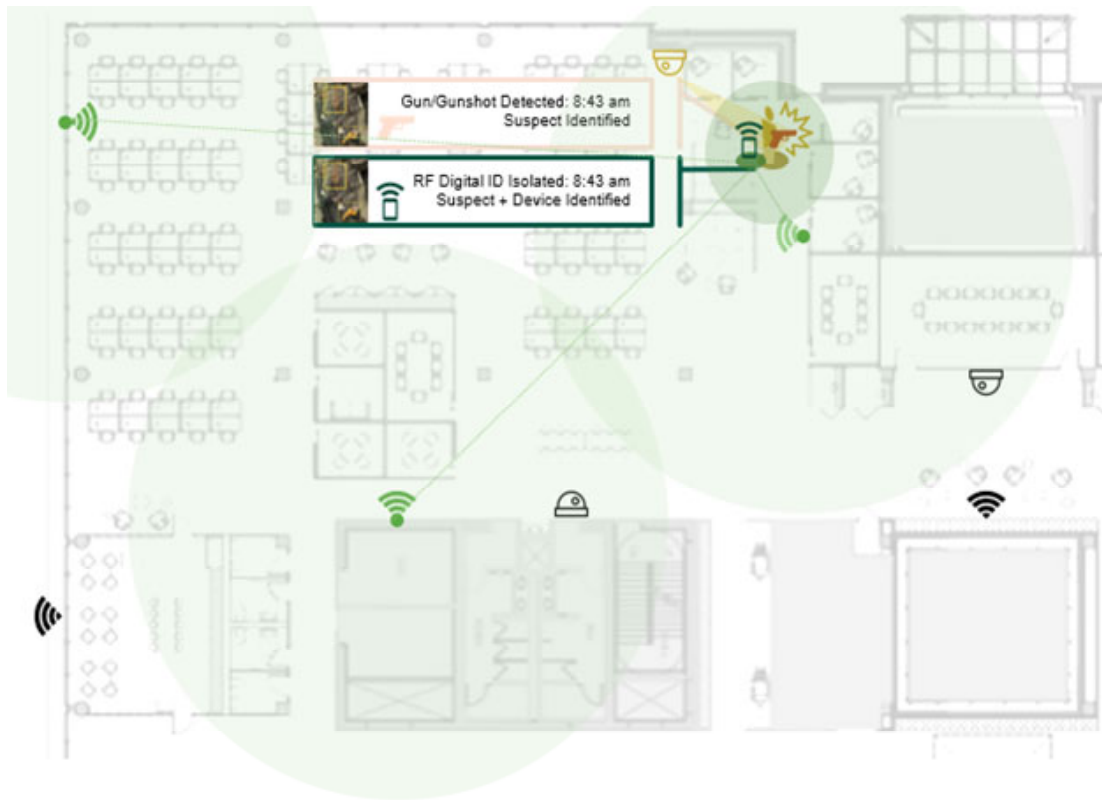 Gun/Gunshot Detected: 8:43 am
Suspect Identified
RF Digital ID Isolated: 8:43 am
Suspect + Device Identified